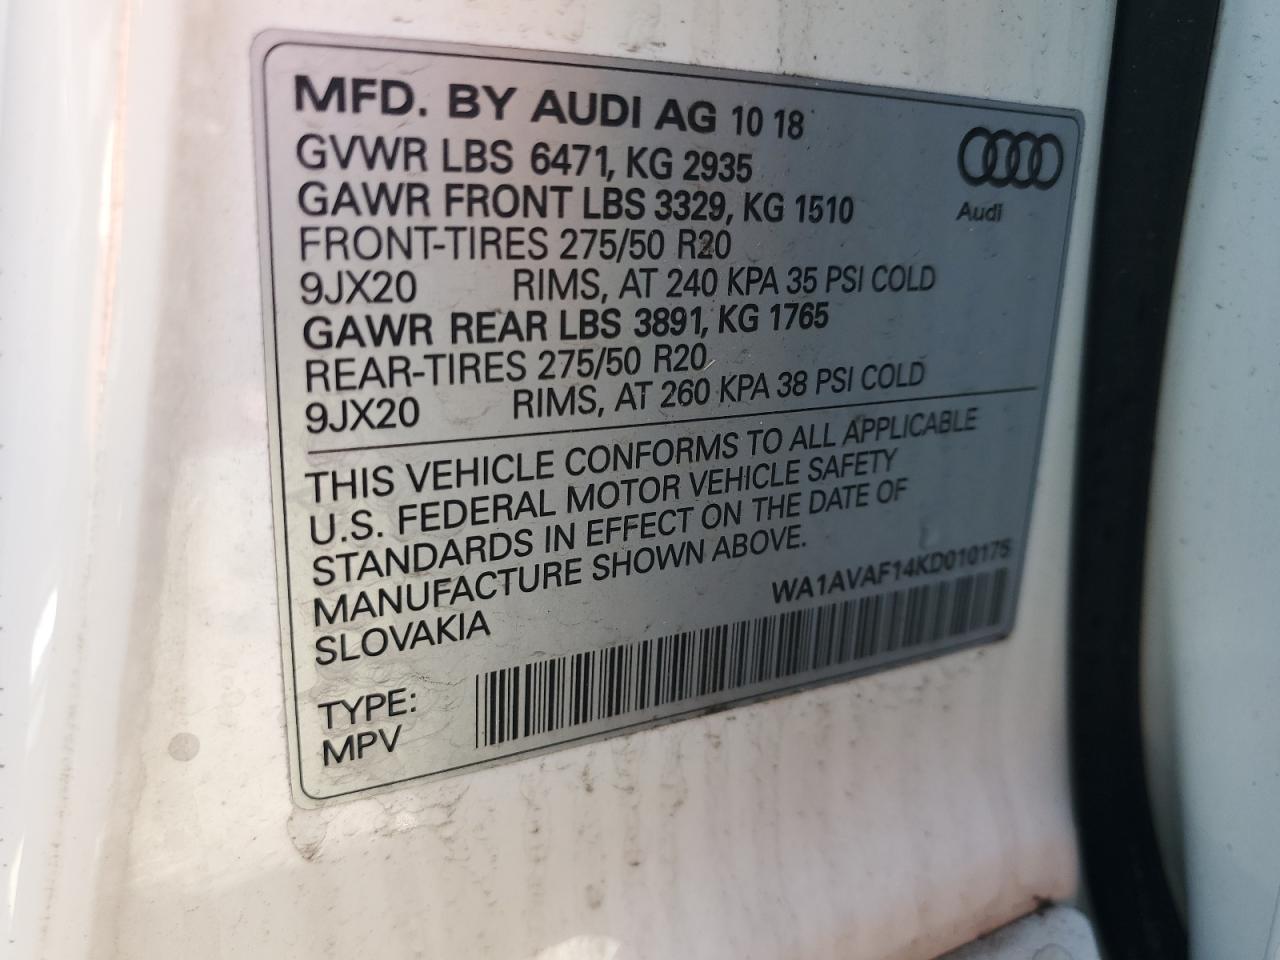 MFD. BY AUDI AG 10 18
GVWR LBS 6471, KG 2935
GAWR FRONT LBS 3329, KG 1510
FRONT-TIRES 275/50 R20
9JX20 RIMS, AT 240 KPA 35 PSI COLD
GAWR REAR LBS 3891, KG 1765
REAR-TIRES 275/50 R20
9JX20 RIMS, AT 260 KPA 38 PSI COLD
Audi
THIS VEHICLE CONFORMS TO ALL APPLICABLE
U.S. FEDERAL MOTOR VEHICLE SAFETY
STANDARDS IN EFFECT ON THE DATE OF
MANUFACTURE SHOWN ABOVE.
SLOVAKIA
WA1AVAF14KD010175
TYPE:
MPV